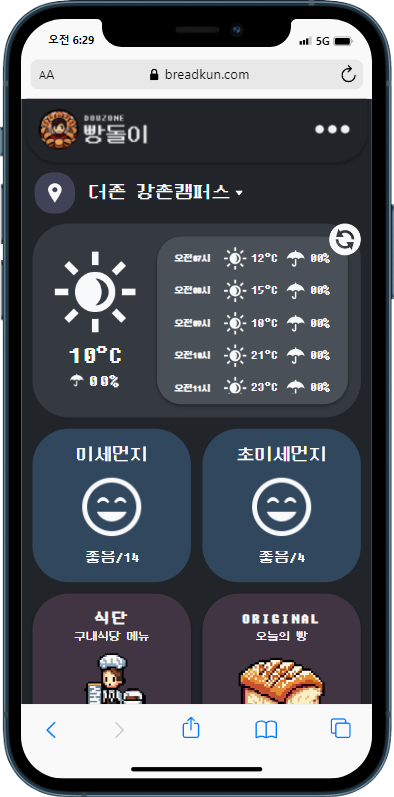 오전 6:29
5G
AA
breadkun.com
DOUZONE
빵돌이
더존 강촌캠퍼스
오전07시 12°C 00%
오전08시 15°C 00%
오전09시 18°C 00%
오전10시 21°C 00%
오전11시 23°C 00%
10°C
00%
미세먼지
좋음/14
초미세먼지
좋음/4
식단
구내식당 메뉴
ORIGINAL
오늘의 빵